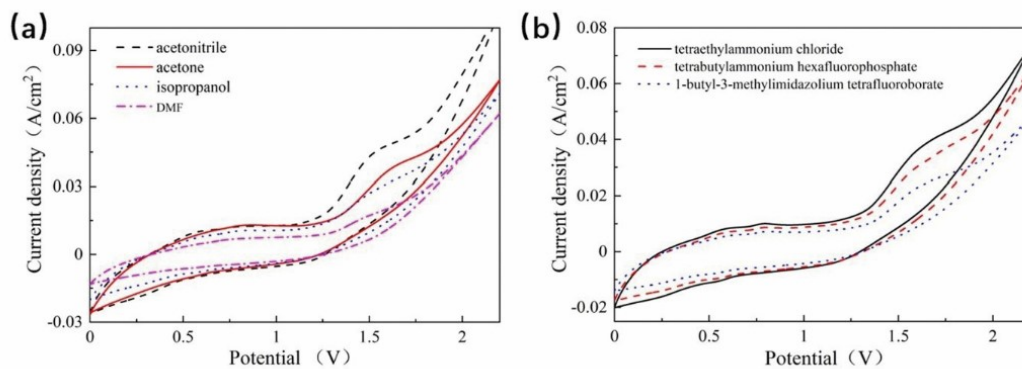 (a)
acetonitrile
acetone
isopropanol
DMF
0.09
0.06
0.03
0
-0.03
Current density（A/cm²）
0
0.5
1
1.5
2
Potential（V）
(b)
tetraethylammonium chloride
tetrabutylammonium hexafluorophosphate
1-butyl-3-methylimidazolium tetrafluoroborate
0.08
0.06
0.04
0.02
0
-0.02
Current density（A/cm²）
0
0.5
1
1.5
2
Potential（V）